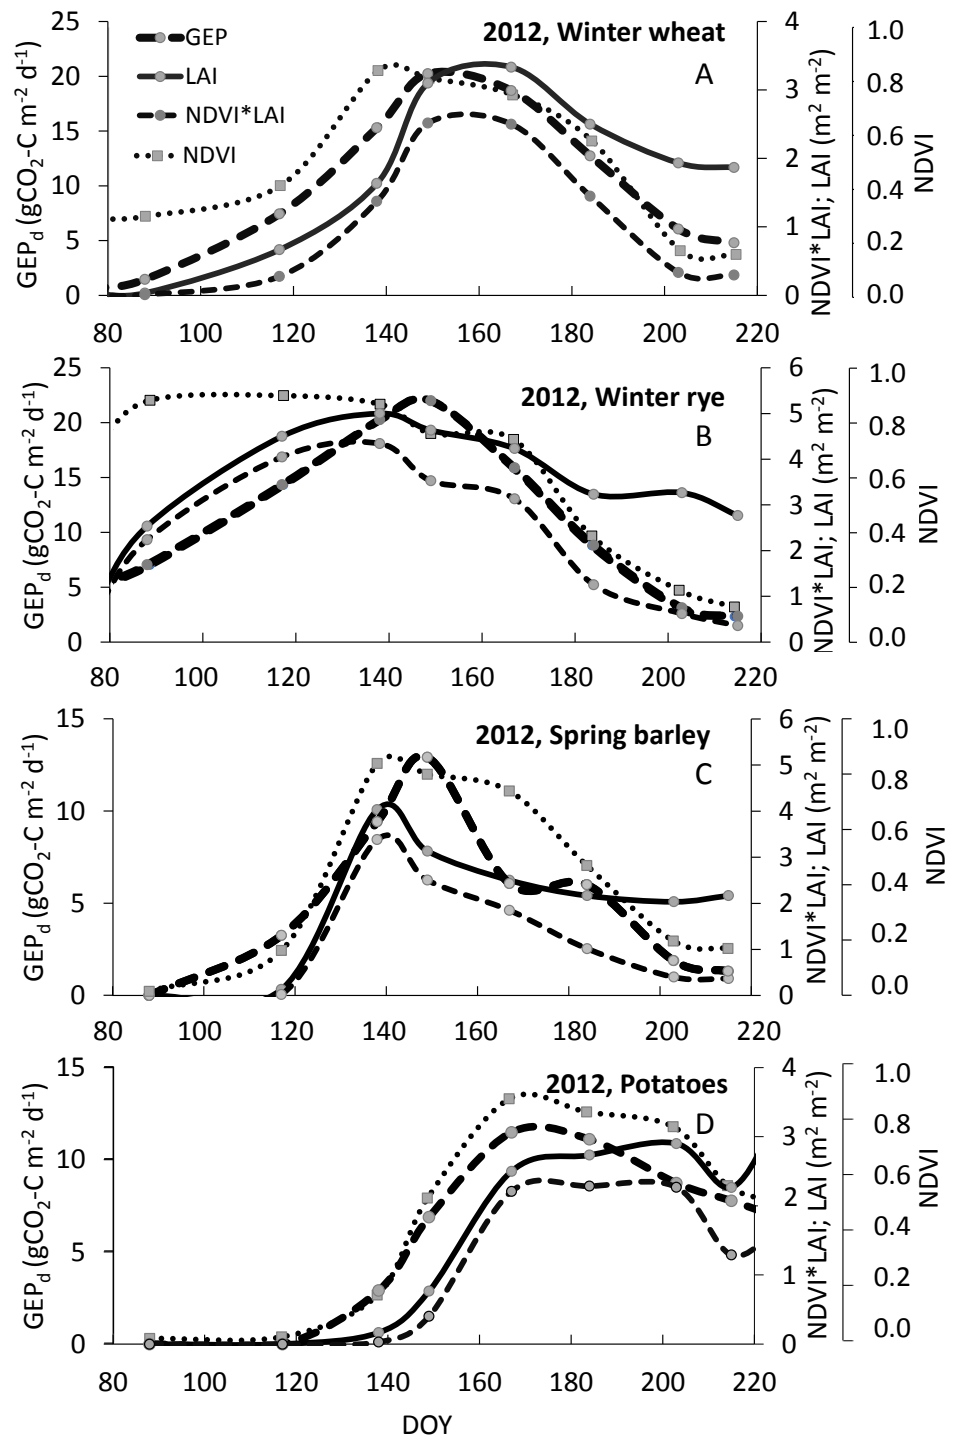 2012, Winter wheat
A
GEP
LAI
NDVI*LAI
NDVI
GEPd (gCO2-C m-2 d-1)
25
20
15
10
5
0
80 100 120 140 160 180 200 220
NDVI*LAI; LAI (m2 m-2)
4
3
2
1
0
NDVI
1.0
0.8
0.6
0.4
0.2
0.0
2012, Winter rye
B
GEPd (gCO2-C m-2 d-1)
25
20
15
10
5
0
80 100 120 140 160 180 200 220
NDVI*LAI; LAI (m2 m-2)
6
5
4
3
2
1
0
NDVI
1.0
0.8
0.6
0.4
0.2
0.0
2012, Spring barley
C
GEPd (gCO2-C m-2 d-1)
15
10
5
0
80 100 120 140 160 180 200 220
NDVI*LAI; LAI (m2 m-2)
6
5
4
3
2
1
0
NDVI
1.0
0.8
0.6
0.4
0.2
0.0
2012, Potatoes
D
GEPd (gCO2-C m-2 d-1)
15
10
5
0
80 100 120 140 160 180 200 220
DOY
NDVI*LAI; LAI (m2 m-2)
4
3
2
1
0
NDVI
1.0
0.8
0.6
0.4
0.2
0.0